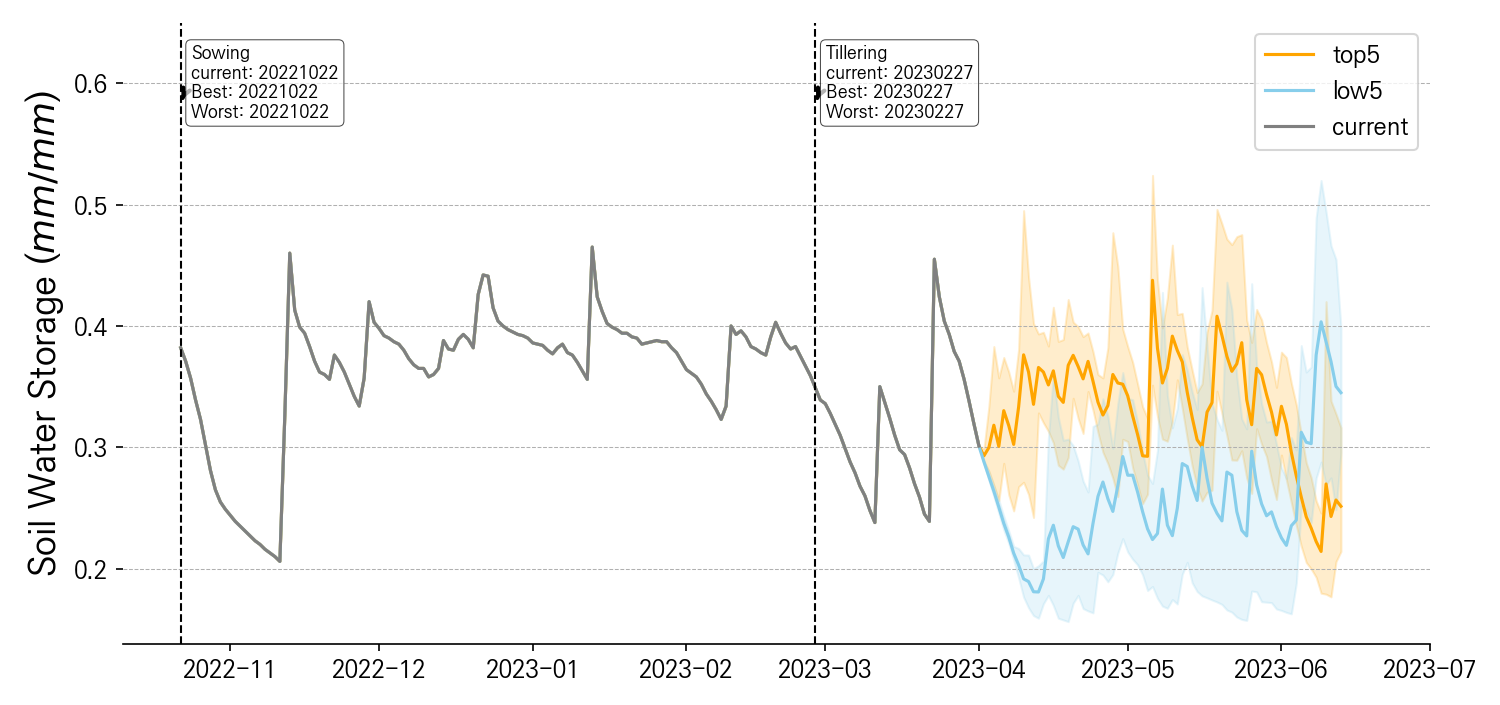 Soil Water Storage (mm/mm)
0.6
0.5
0.4
0.3
0.2
Sowing
current: 20221022
Best: 20221022
Worst: 20221022
Tillering
current: 20230227
Best: 20230227
Worst: 20230227
top5
low5
current
2022−11
2022−12
2023−01
2023−02
2023−03
2023−04
2023−05
2023−06
2023−07